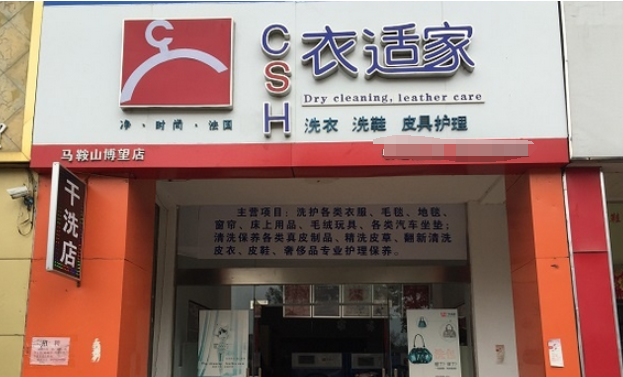 CSH
衣适家
Dry cleaning, leather care
净·时尚·法国
洗衣 洗鞋 皮具护理
马鞍山博望店
干洗店
主营项目：洗护各类衣服、毛毯、地毯、
窗帘、床上用品、毛绒玩具、各类汽车坐垫；
清洗保养各类真皮制品、精洗皮草、翻新清洗
皮衣、皮鞋、奢侈品专业护理保养。